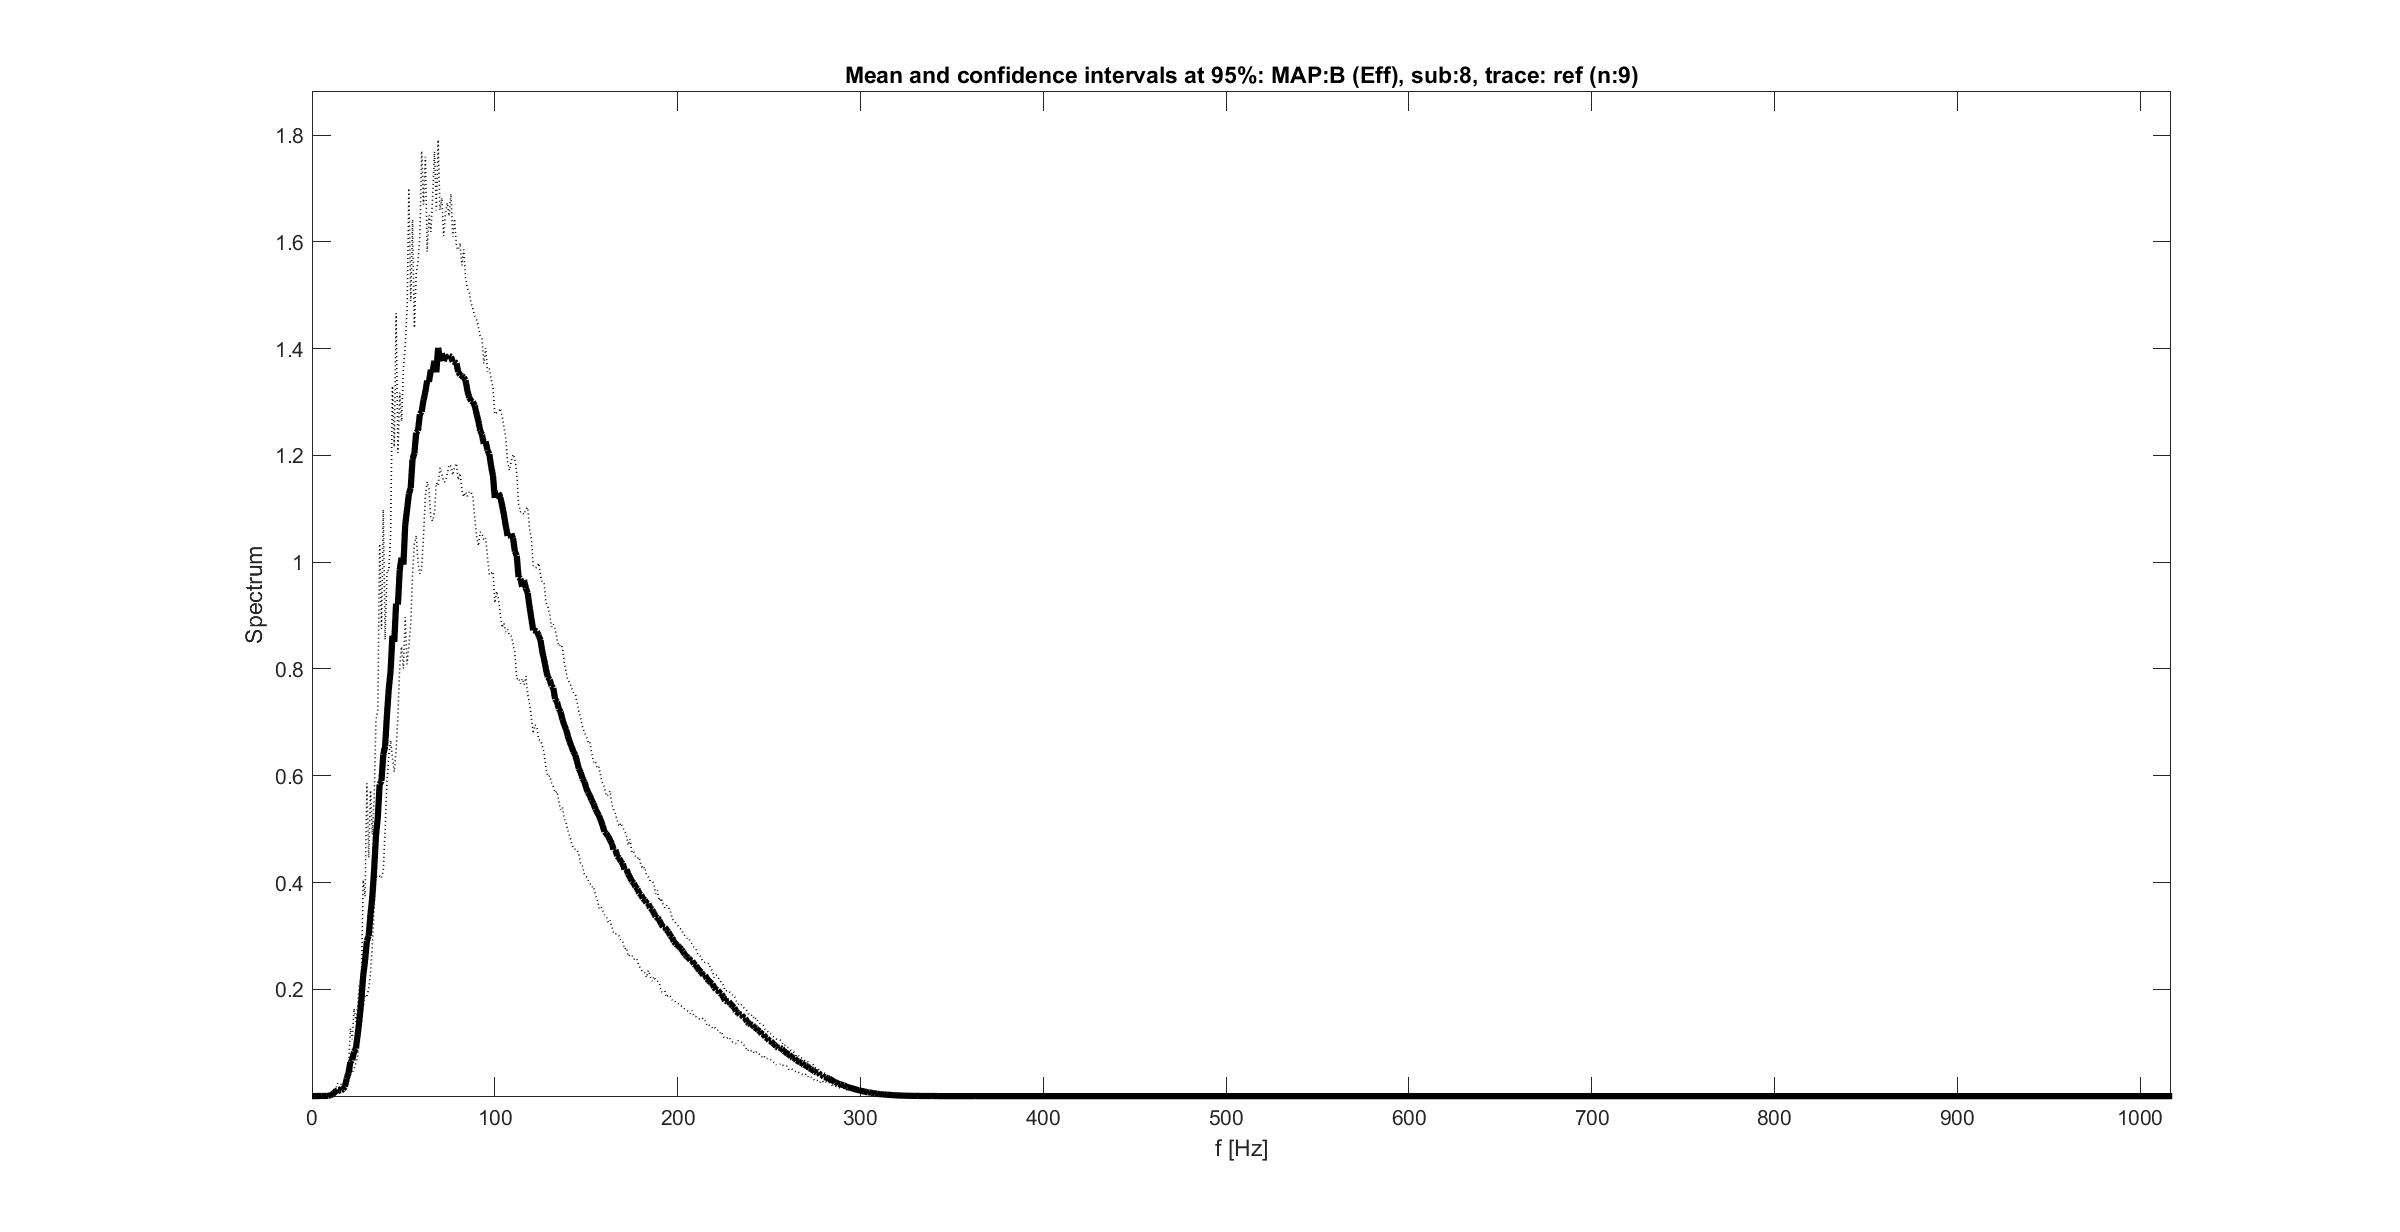 Mean and confidence intervals at 95%: MAP:B (Eff), sub:8, trace: ref (n:9)
1.8
1.6
1.4
1.2
1
0.8
0.6
0.4
0.2
Spectrum
0 100 200 300 400 500 600 700 800 900 1000
f [Hz]